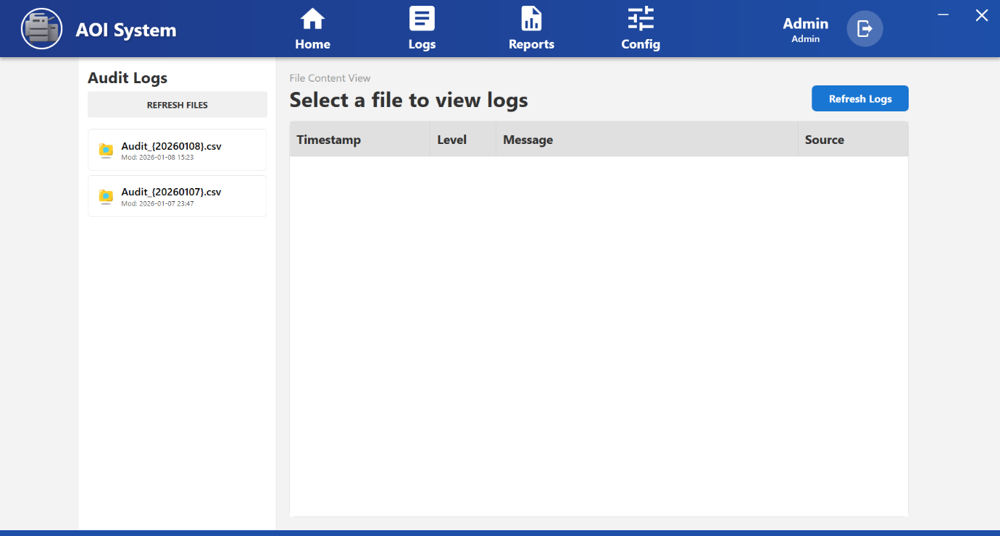 AOI System
Home
Logs
Reports
Config
Admin
Admin
Audit Logs
REFRESH FILES
Audit_{20260108}.csv
Mod: 2026-01-08 15:23
Audit_{20260107}.csv
Mod: 2026-01-07 23:47
File Content View
Select a file to view logs
Refresh Logs
Timestamp Level Message Source